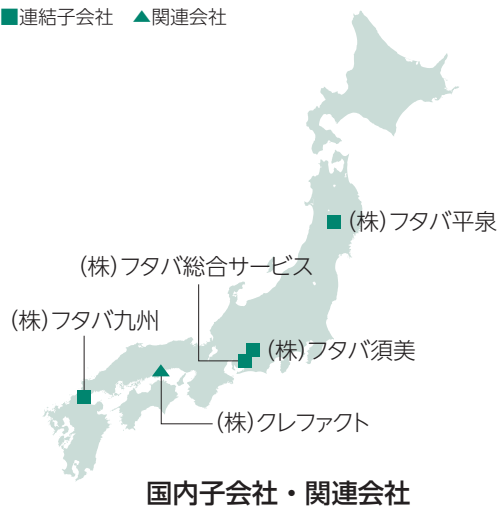 ■連結子会社 ▲関連会社
(株)フタバ平泉
(株)フタバ総合サービス
(株)フタバ九州
(株)フタバ須美
(株)クレファクト
国内子会社・関連会社